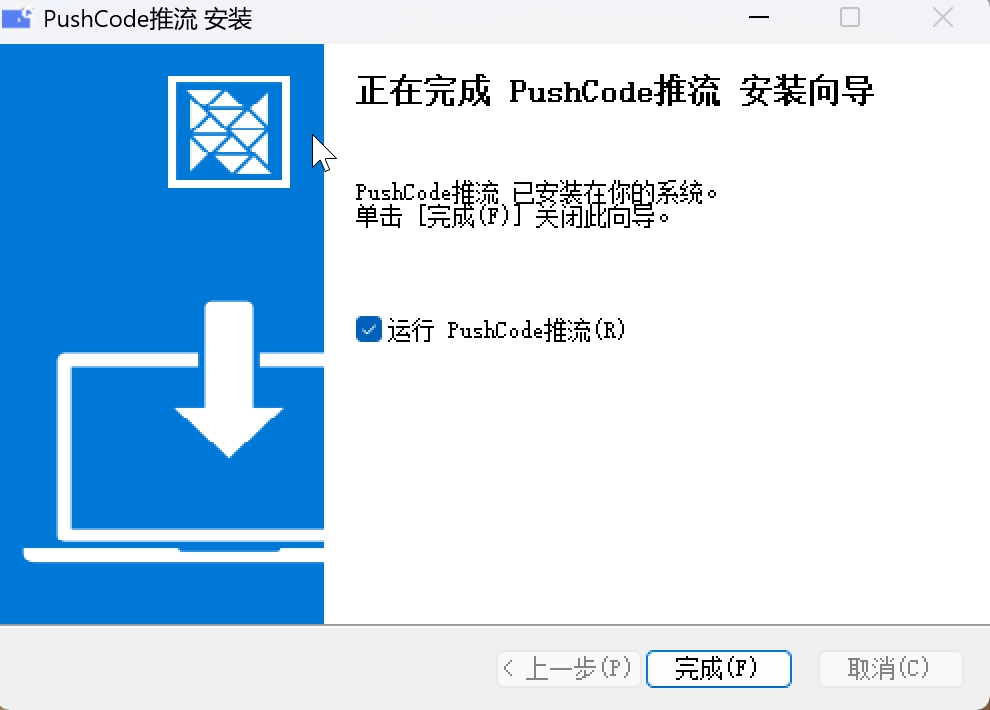 PushCode推流 安装
正在完成 PushCode推流 安装向导
PushCode推流 已安装在你的系统。
单击 [完成(F)] 关闭此向导。
运行 PushCode推流(R)
< 上一步(P)
完成(F)
取消(C)